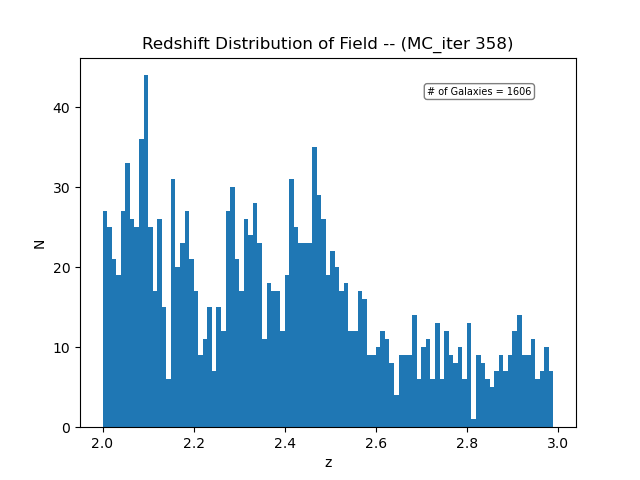 Redshift Distribution of Field -- (MC_iter 358)
# of Galaxies = 1606
40
30
20
10
0
N
2.0 2.2 2.4 2.6 2.8 3.0
z